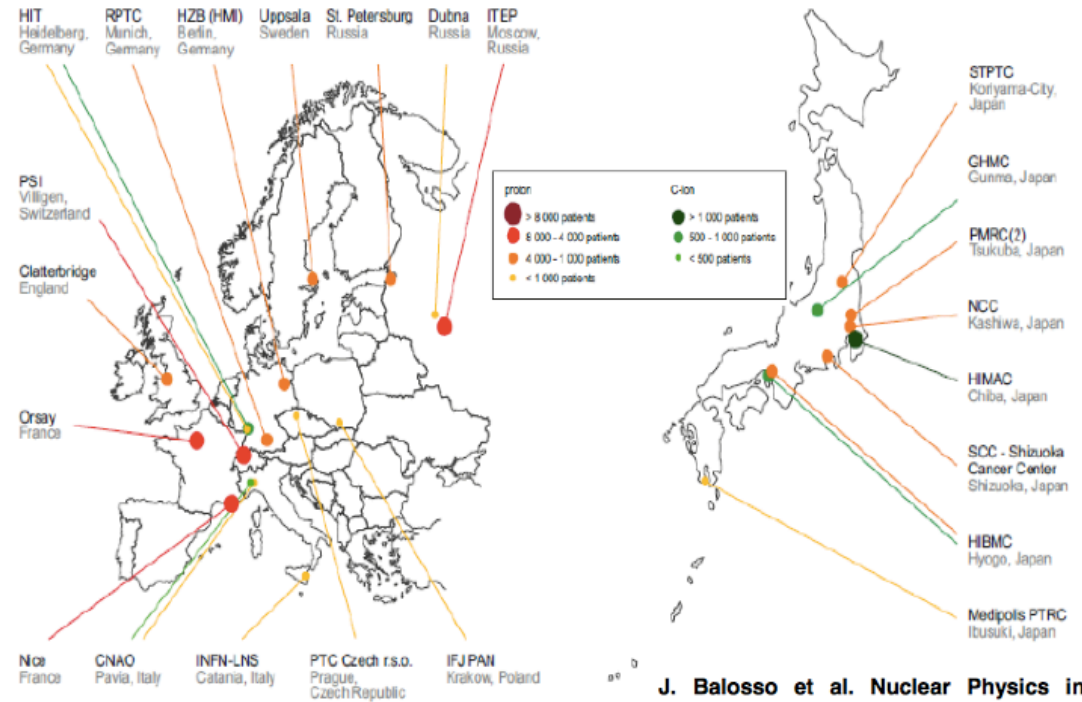 HIT
Heidelberg,
Germany
RPTC
Munich,
Germany
HZB (HMI)
Berlin,
Germany
Uppsala
Sweden
St. Petersburg
Russia
Dubna
Russia
ITEP
Moscow,
Russia
PSI
Villigen,
Switzerland
Clatterbridge
England
Orsay
France
Nice
France
CNAO
Pavia, Italy
INFN-LNS
Catania, Italy
PTC Czech r.s.o.
Prague,
Czech Republic
IFJ PAN
Krakow, Poland
proton
> 8 000 patients
8 000 - 4 000 patients
4 000 - 1 000 patients
< 1 000 patients
C-ion
> 1 000 patients
500 - 1 000 patients
< 500 patients
STPTC
Koriyama-City,
Japan
GHMC
Gunma, Japan
PMRC(2)
Tsukuba, Japan
NCC
Kashiwa, Japan
HIMAC
Chiba, Japan
SCC - Shizuoka
Cancer Center
Shizuoka, Japan
HIBMC
Hyogo, Japan
Medipolis PTRC
Ibusuki, Japan
J. Balosso et al. Nuclear Physics in